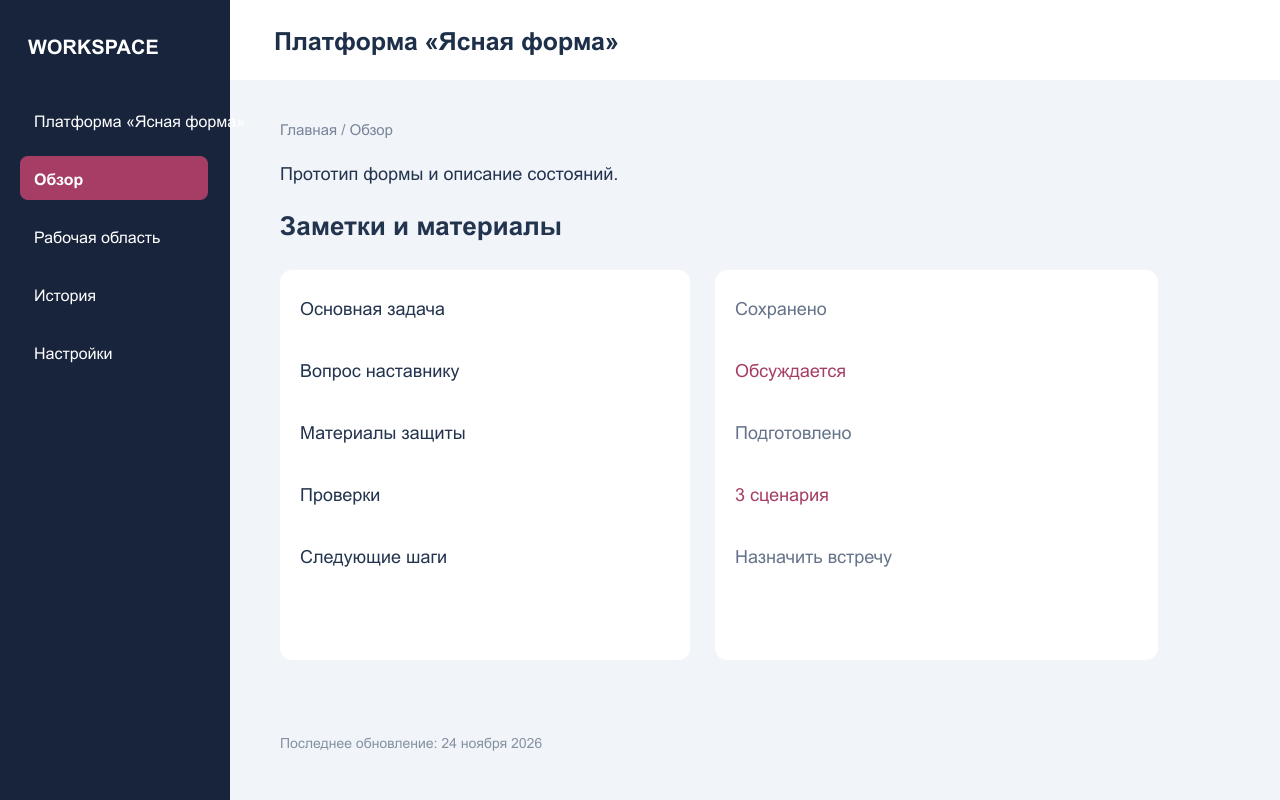 WORKSPACE
Платформа «Ясная форма»
Обзор
Рабочая область
История
Настройки
Платформа «Ясная форма»
Главная / Обзор
Прототип формы и описание состояний.
Заметки и материалы
Основная задача
Сохранено
Вопрос наставнику
Обсуждается
Материалы защиты
Подготовлено
Проверки
3 сценария
Следующие шаги
Назначить встречу
Последнее обновление: 24 ноября 2026